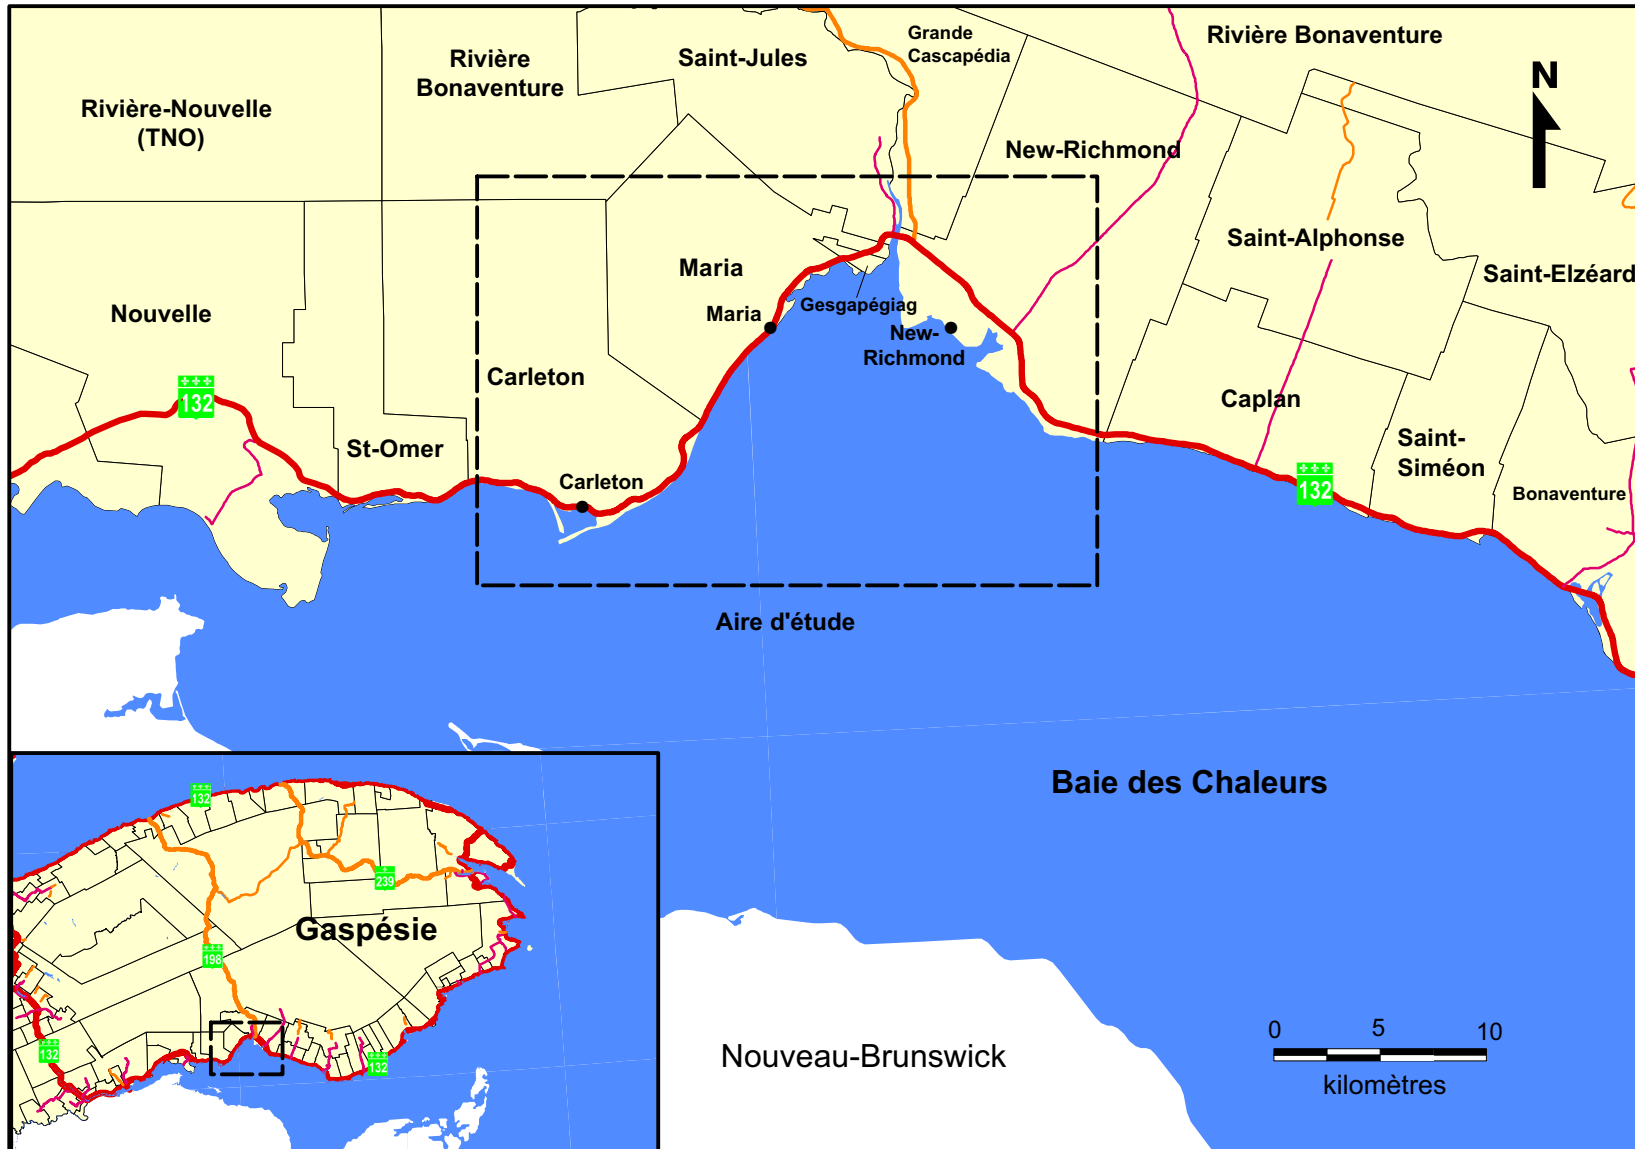 Grande
Cascapédia
Rivière Bonaventure
Saint-Jules
Rivière
Bonaventure
N
Rivière-Nouvelle
(TNO)
New-Richmond
Saint-Alphonse
Maria
Saint-Elzéard
Gesgapégiag
Nouvelle
Maria
New-
Richmond
Carleton
132
Caplan
St-Omer
Saint-
Siméon
Carleton
132
Bonaventure
Aire d'étude
Baie des Chaleurs
132
239
Gaspésie
198
132
132
Nouveau-Brunswick
0 5 10
kilomètres